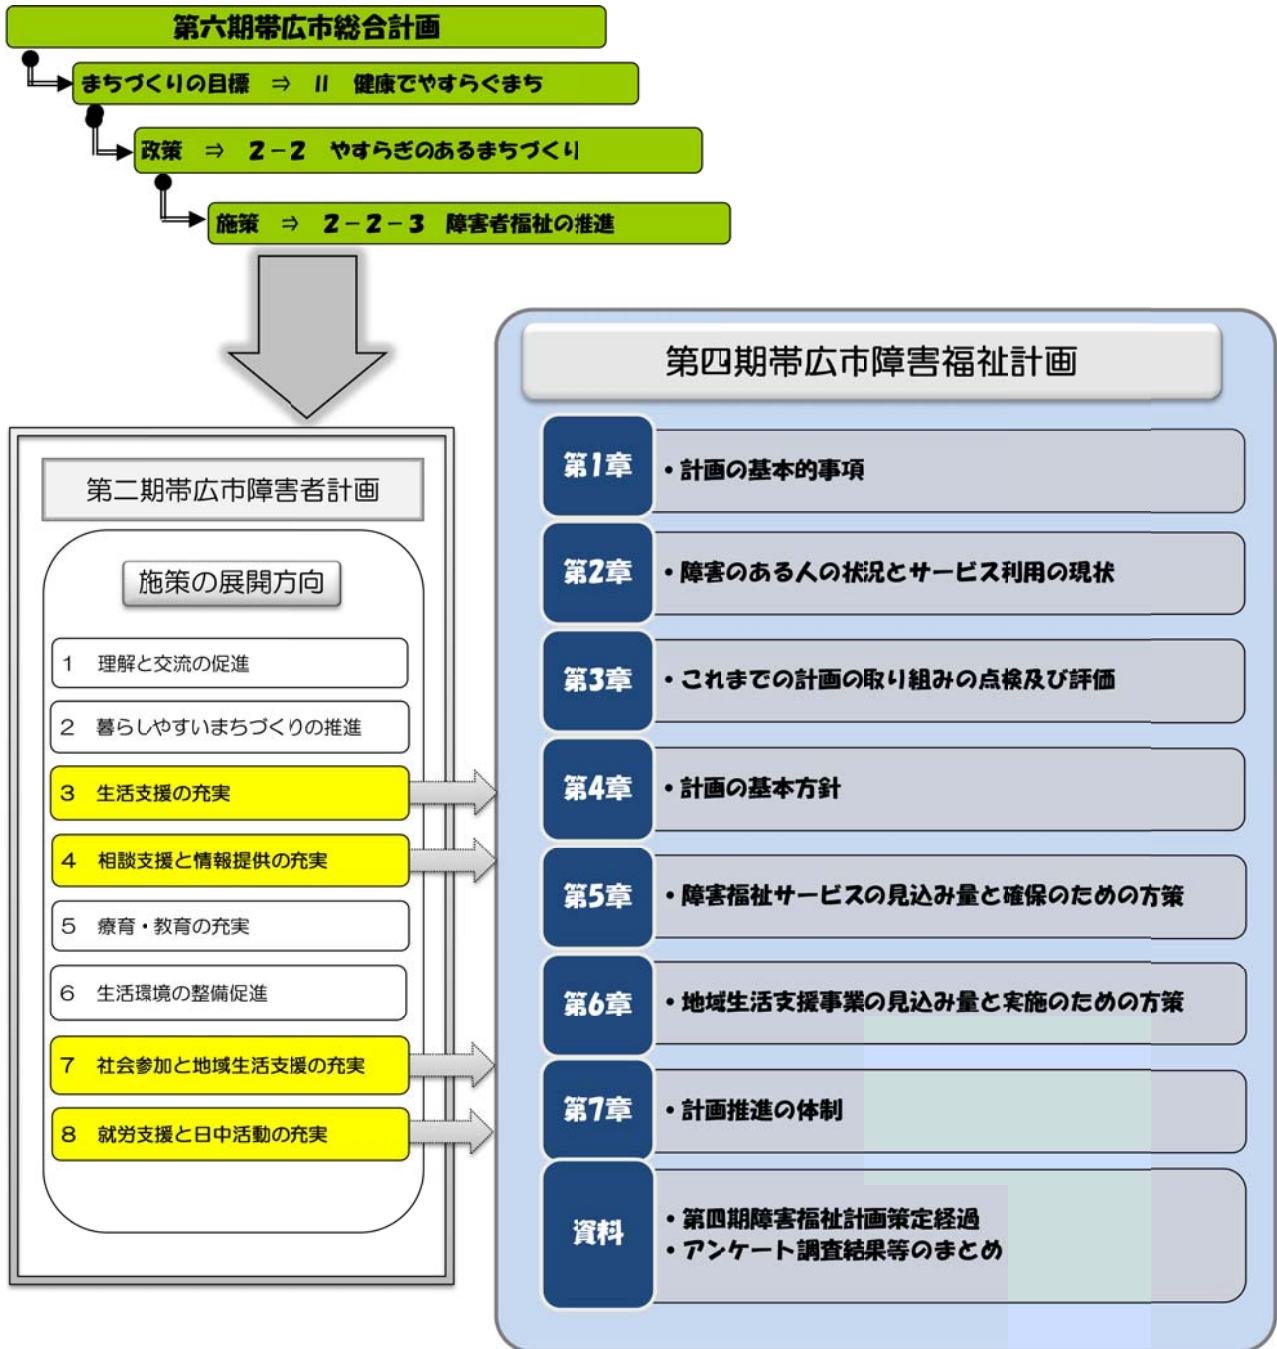 第六期帯広市総合計画
まちづくりの目標 ⇒ Ⅱ 健康でやすらぐまち
政策 ⇒ 2-2 やすらぎのあるまちづくり
施策 ⇒ 2-2-3 障害者福祉の推進
第二期帯広市障害者計画
施策の展開方向
1 理解と交流の促進
2 暮らしやすいまちづくりの推進
3 生活支援の充実
4 相談支援と情報提供の充実
5 療育・教育の充実
6 生活環境の整備促進
7 社会参加と地域生活支援の充実
8 就労支援と日中活動の充実
第四期帯広市障害福祉計画
第1章 ・計画の基本的事項
第2章 ・障害のある人の状況とサービス利用の現状
第3章 ・これまでの計画の取り組みの点検及び評価
第4章 ・計画の基本方針
第5章 ・障害福祉サービスの見込み量と確保のための方策
第6章 ・地域生活支援事業の見込み量と実施のための方策
第7章 ・計画推進の体制
資料 ・第四期障害福祉計画策定経過
・アンケート調査結果等のまとめ